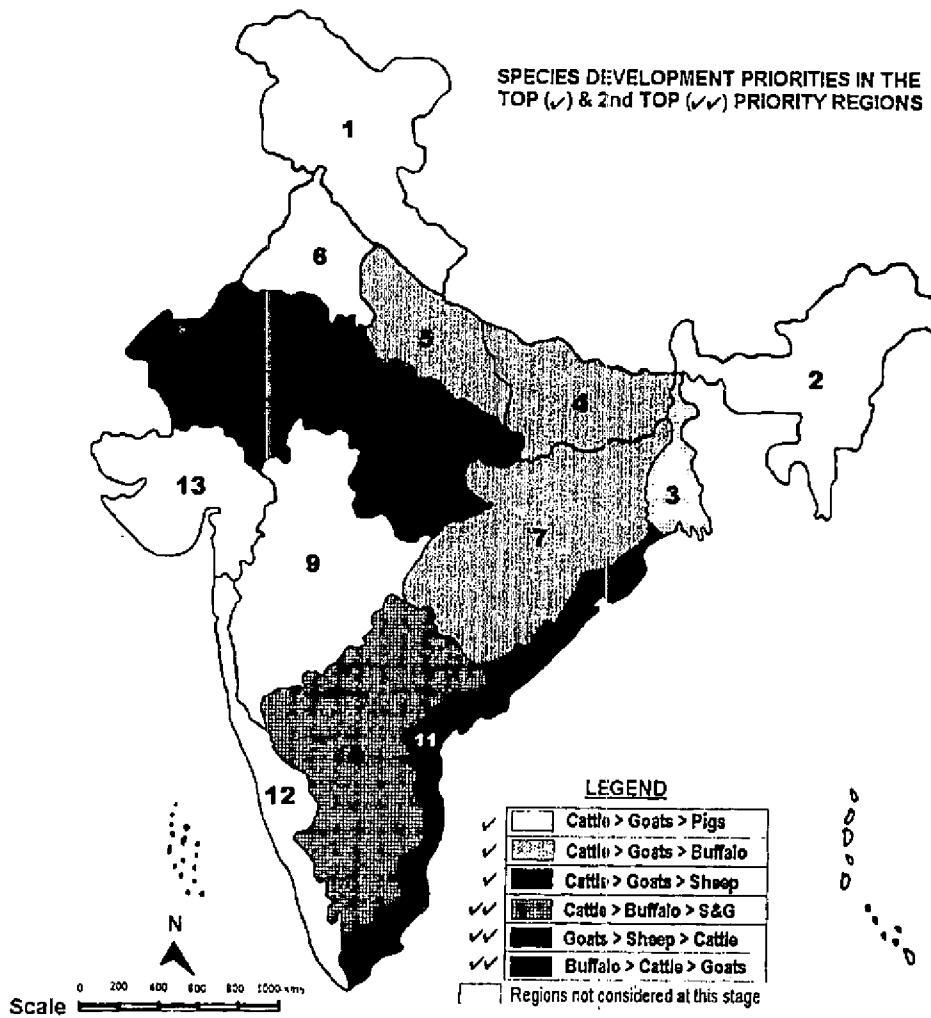 SPECIES DEVELOPMENT PRIORITIES IN THE
TOP (✓) & 2nd TOP (✓✓) PRIORITY REGIONS
1
6
5
4
2
13
3
7
9
11
12
LEGEND
✓ Cattle > Goats > Pigs
✓ Cattle > Goats > Buffalo
✓ Cattle > Goats > Sheep
✓✓ Cattle > Buffalo > S&G
✓✓ Goats > Sheep > Cattle
✓✓ Buffalo > Cattle > Goats
Regions not considered at this stage
N
0 200 400 600 800 1000 kms
Scale